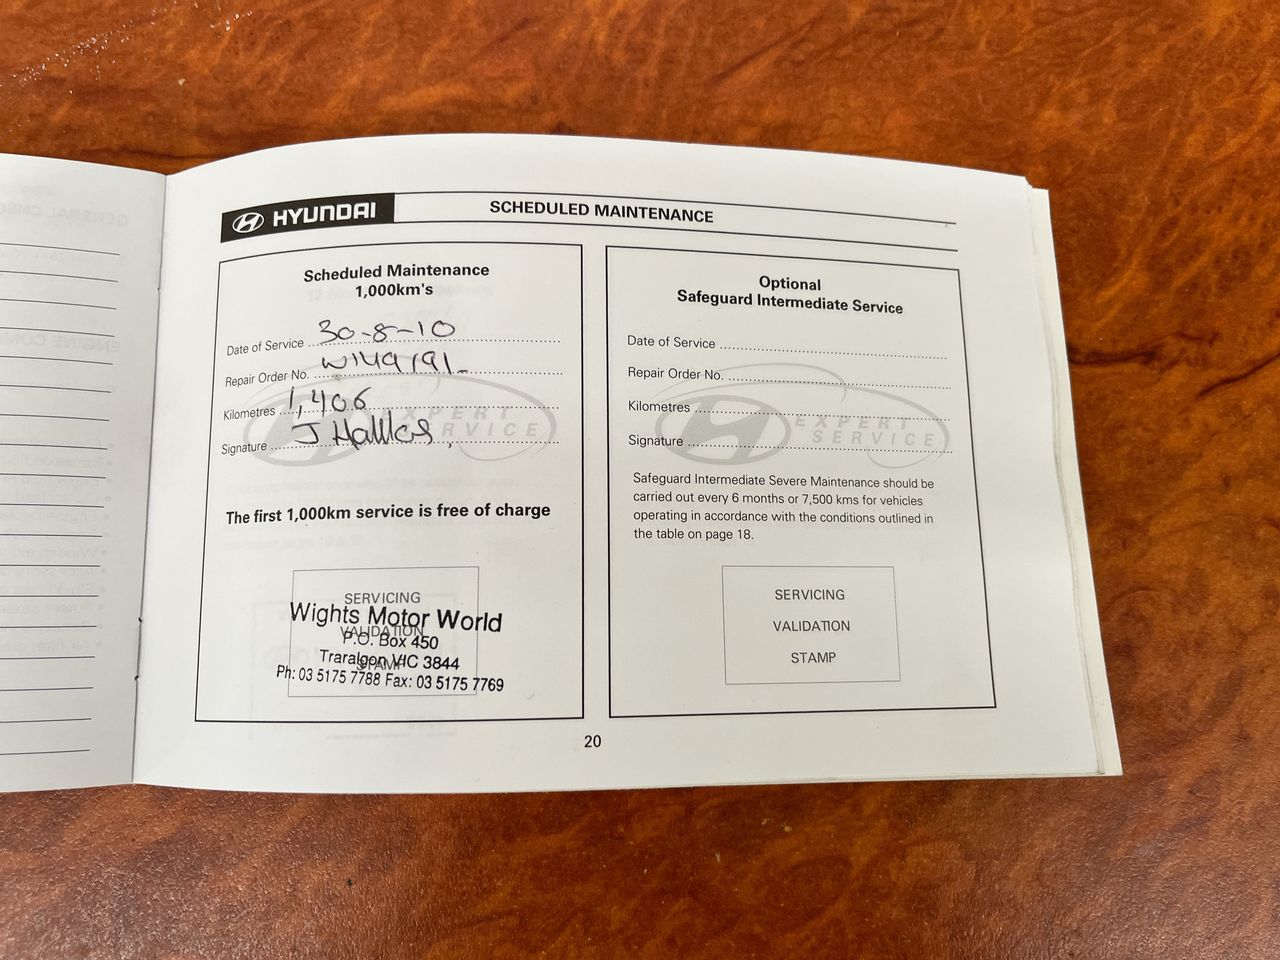 HYUNDAI
SCHEDULED MAINTENANCE
Scheduled Maintenance
1,000km's
Date of Service 30-8-10
Repair Order No. W149191
Kilometres 1,406
Signature J
EXPERT
SERVICE
The first 1,000km service is free of charge
SERVICING
VALIDATION
STAMP
Wights Motor World
P.O. Box 450
Traralgon VIC 3844
Ph: 03 5175 7788 Fax: 03 5175 7769
Optional
Safeguard Intermediate Service
Date of Service
Repair Order No.
Kilometres
Signature
EXPERT
SERVICE
Safeguard Intermediate Severe Maintenance should be
carried out every 6 months or 7,500 kms for vehicles
operating in accordance with the conditions outlined in
the table on page 18.
SERVICING
VALIDATION
STAMP
20